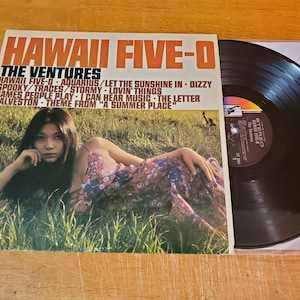 HAWAII FIVE-O
THE VENTURES
HAWAII FIVE-O · AQUARIUS/LET THE SUNSHINE IN · DIZZY
SPOOKY/TRACES/STORMY · LOVIN' THINGS
GAMES PEOPLE PLAY · I CAN HEAR MUSIC · THE LETTER
GALVESTON · THEME FROM "A SUMMER PLACE"